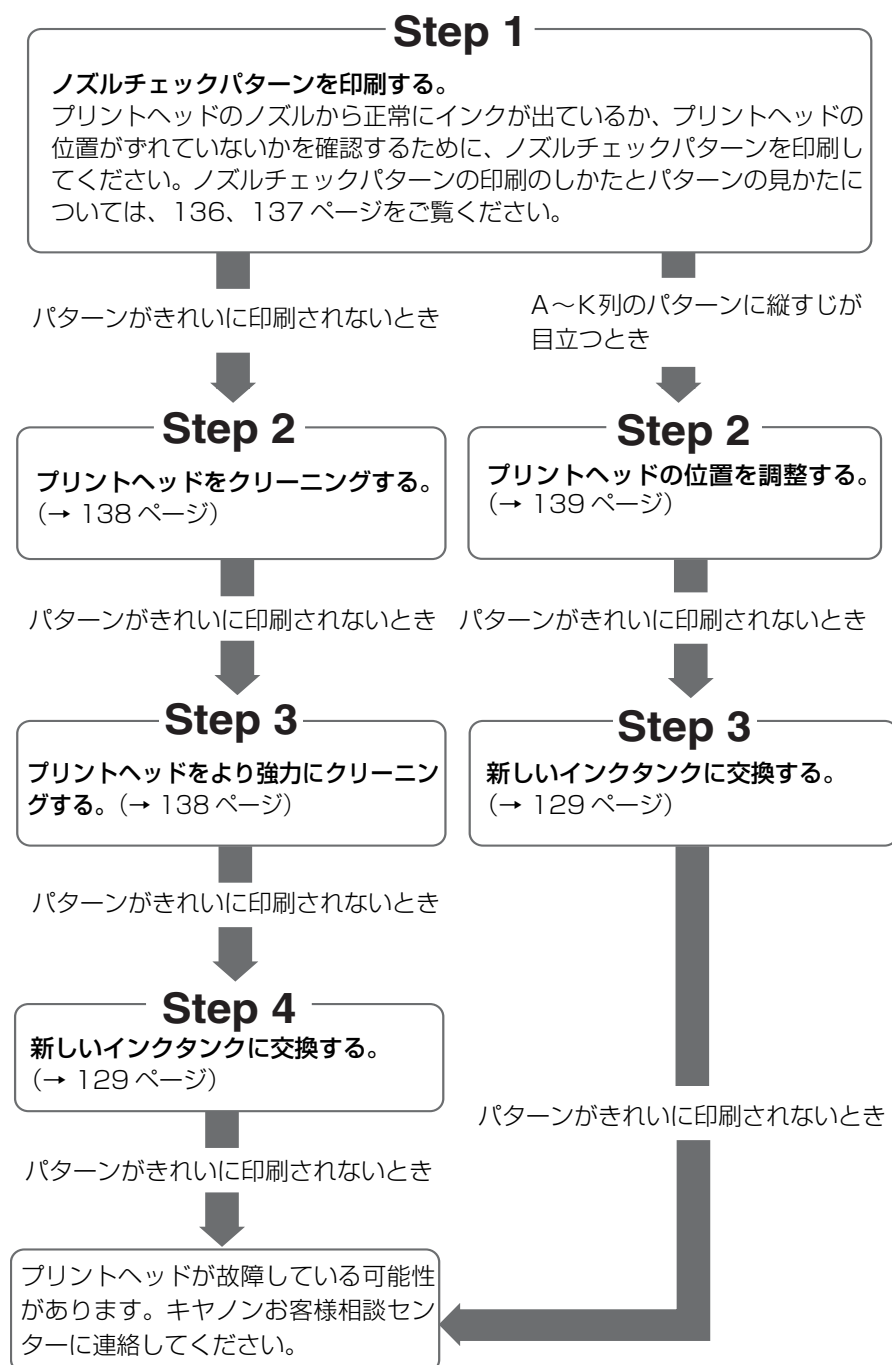 Step 1
ノズルチェックパターンを印刷する。
プリントヘッドのノズルから正常にインクが出ているか、プリントヘッドの
位置がずれていないかを確認するために、ノズルチェックパターンを印刷し
てください。ノズルチェックパターンの印刷のしかたとパターンの見かたに
ついては、136、137 ページをご覧ください。
パターンがきれいに印刷されないとき
A～K列のパターンに縦すじが
目立つとき
Step 2
プリントヘッドをクリーニングする。
（→ 138 ページ）
Step 2
プリントヘッドの位置を調整する。
（→ 139 ページ）
パターンがきれいに印刷されないとき
パターンがきれいに印刷されないとき
Step 3
プリントヘッドをより強力にクリーニン
グする。（→ 138 ページ）
Step 3
新しいインクタンクに交換する。
（→ 129 ページ）
パターンがきれいに印刷されないとき
Step 4
新しいインクタンクに交換する。
（→ 129 ページ）
パターンがきれいに印刷されないとき
パターンがきれいに印刷されないとき
プリントヘッドが故障している可能性
があります。キヤノンお客様相談セン
ターに連絡してください。